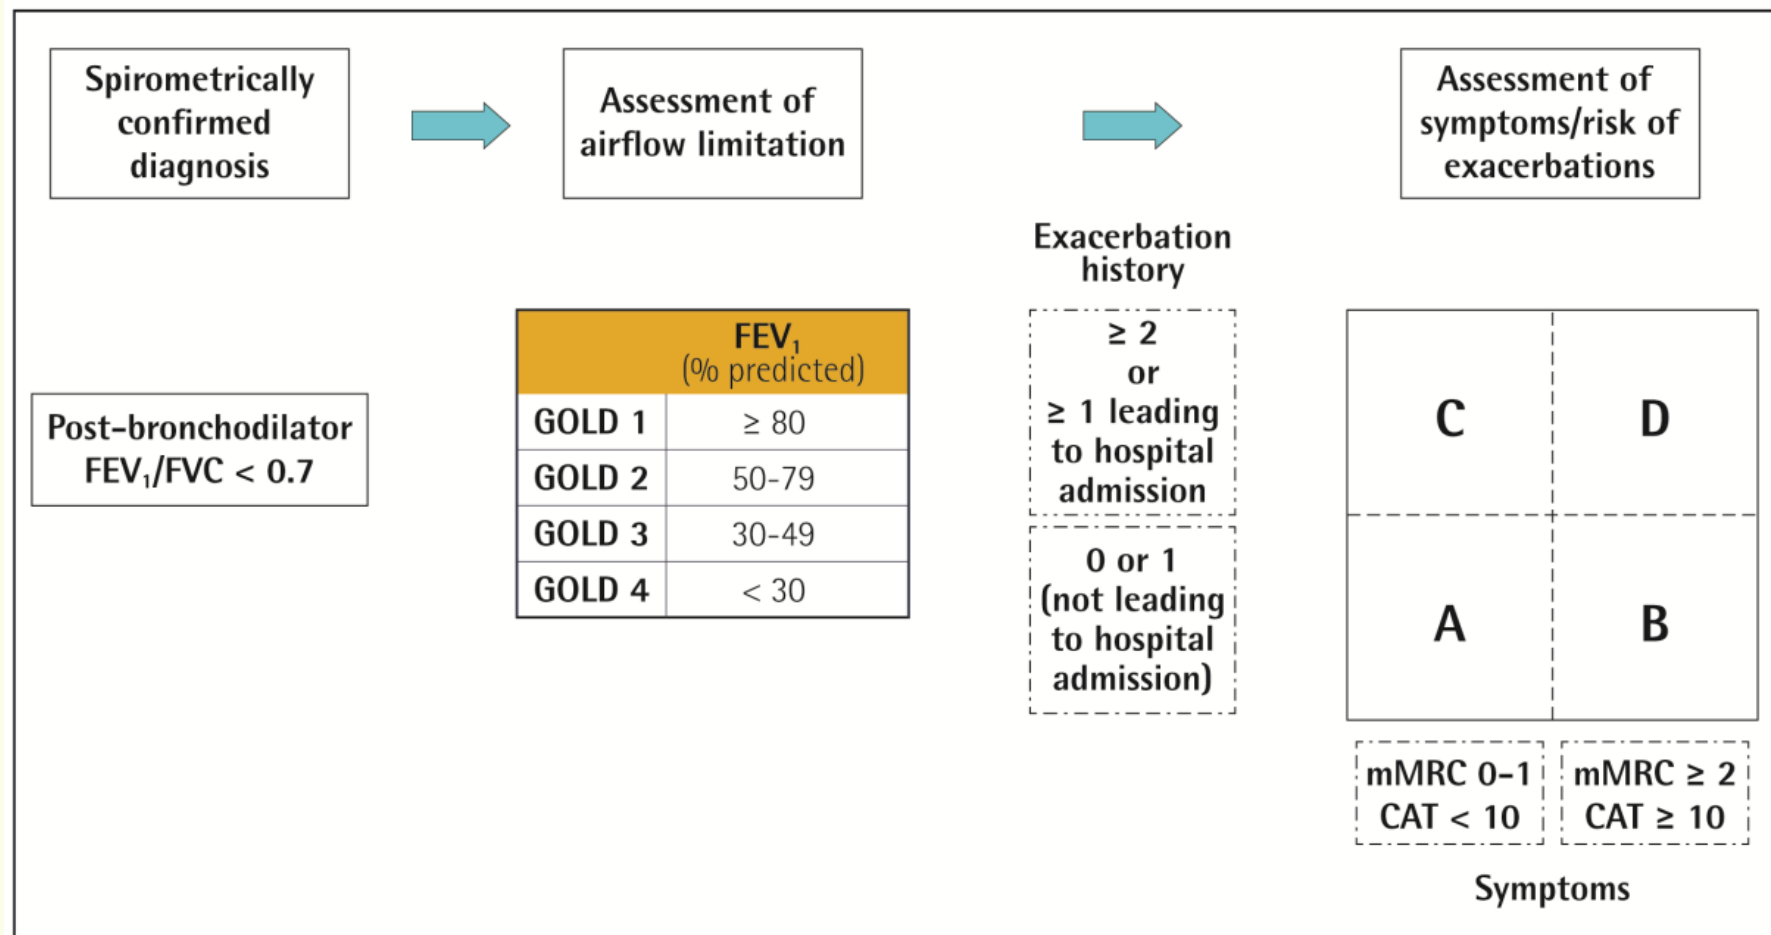 Spirometrically
confirmed
diagnosis
Assessment of
airflow limitation
Assessment of
symptoms/risk of
exacerbations
Post-bronchodilator
FEV₁/FVC < 0.7
FEV₁
(% predicted)
GOLD 1 ≥ 80
GOLD 2 50-79
GOLD 3 30-49
GOLD 4 < 30
Exacerbation
history
≥ 2
or
≥ 1 leading
to hospital
admission
0 or 1
(not leading
to hospital
admission)
C D
A B
mMRC 0-1
CAT < 10
mMRC ≥ 2
CAT ≥ 10
Symptoms